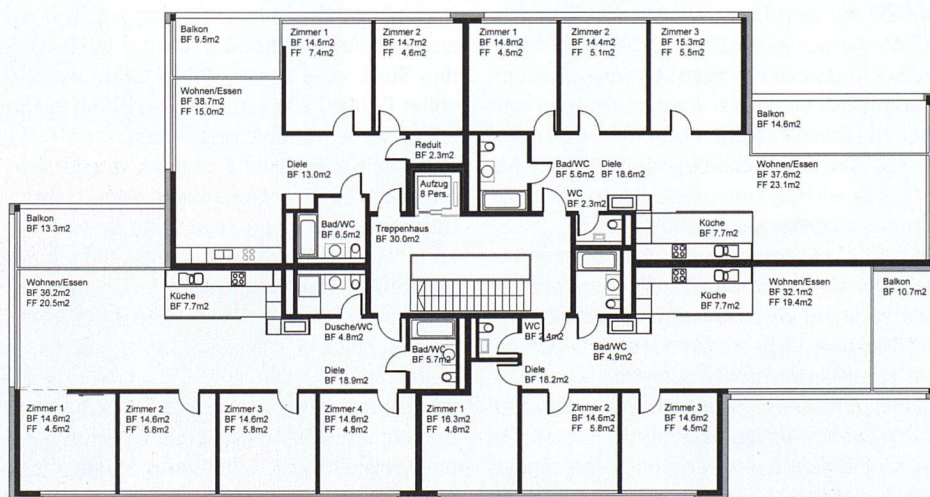 Balkon
BF 9.5m2
Zimmer 1
BF 14.5m2
FF 7.4m2
Zimmer 2
BF 14.7m2
FF 4.6m2
Zimmer 1
BF 14.8m2
FF 4.5m2
Zimmer 2
BF 14.4m2
FF 5.1m2
Zimmer 3
BF 15.3m2
FF 5.5m2
Wohnen/Essen
BF 38.7m2
FF 15.0m2
Balkon
BF 14.6m2
Reduit
BF 2.3m2
Diele
BF 13.0m2
Aufzug
8 Pers.
Bad/WC
BF 5.6m2
Diele
BF 18.6m2
Wohnen/Essen
BF 37.6m2
FF 23.1m2
WC
BF 2.3m2
Balkon
BF 13.3m2
Bad/WC
BF 6.5m2
Treppenhaus
BF 30.0m2
Küche
BF 7.7m2
Wohnen/Essen
BF 36.2m2
FF 20.5m2
Küche
BF 7.7m2
Küche
BF 7.7m2
Wohnen/Essen
BF 32.1m2
FF 19.4m2
Balkon
BF 10.7m2
Dusche/WC
BF 4.8m2
WC
BF 2.4m2
Bad/WC
BF 5.7m2
Bad/WC
BF 4.9m2
Diele
BF 18.9m2
Diele
BF 18.2m2
Zimmer 1
BF 14.6m2
FF 4.5m2
Zimmer 2
BF 14.6m2
FF 5.8m2
Zimmer 3
BF 14.6m2
FF 5.8m2
Zimmer 4
BF 14.6m2
FF 4.8m2
Zimmer 1
BF 16.3m2
FF 4.8m2
Zimmer 2
BF 14.6m2
FF 5.8m2
Zimmer 3
BF 14.6m2
FF 4.5m2